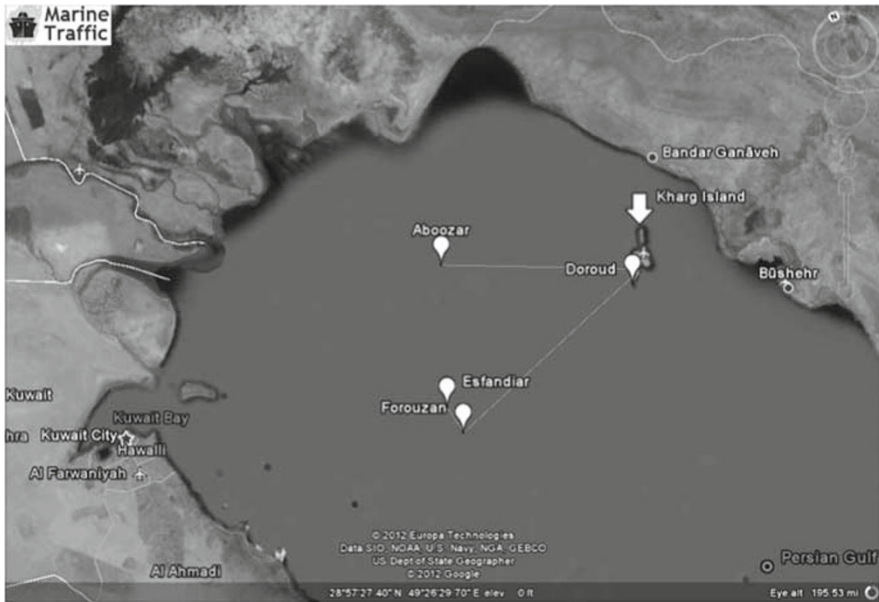 Marine
Traffic
N
Bandar Ganâveh
Kharg Island
Aboozar
Doroud
Bûshehr
Esfandiar
Forouzan
Kuwait
Kuwait Bay
hra
Kuwait City
Hawalli
Al Farwaniyah
© 2012 Europa Technologies
Data SIO, NOAA, U.S. Navy, NGA, GEBCO
US Dept of State Geographer
© 2012 Google
Persian Gulf
Al Ahmadi
28°57'27.40"N 49°26'29.70"E elev 0 ft
Eye alt 195.53 mi